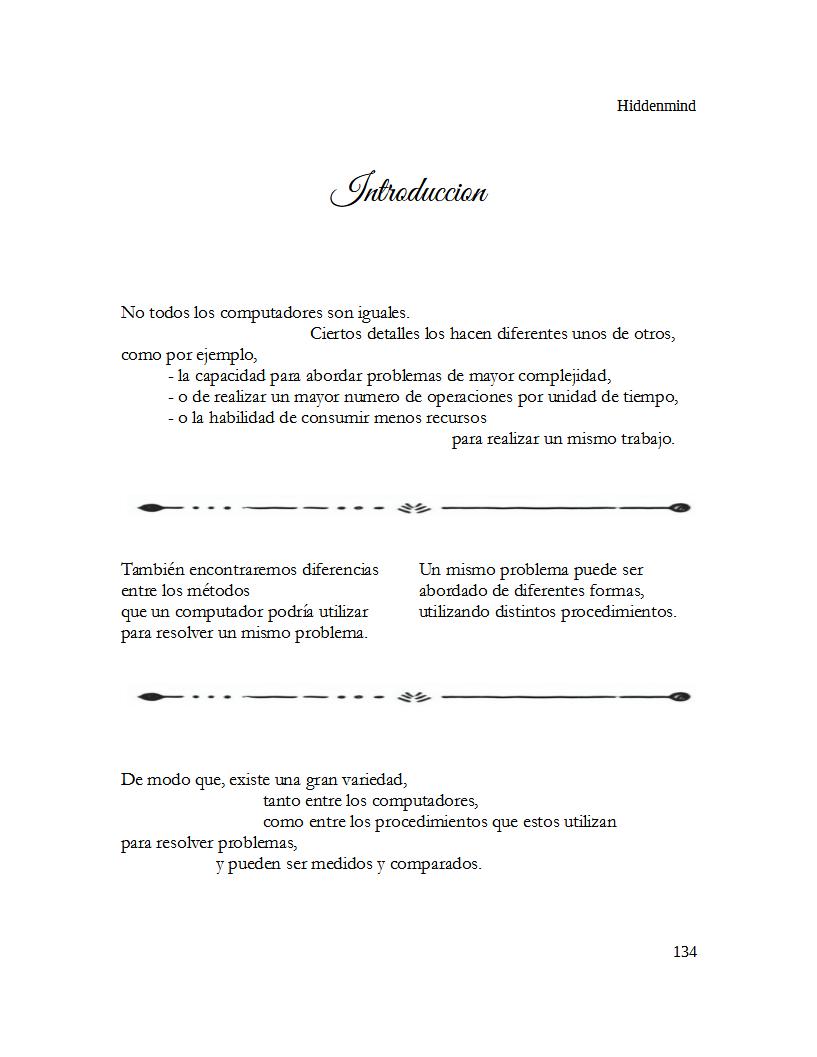 Hiddenmind
Introduccion
No todos los computadores son iguales.
Ciertos detalles los hacen diferentes unos de otros,
como por ejemplo,
- la capacidad para abordar problemas de mayor complejidad,
- o de realizar un mayor numero de operaciones por unidad de tiempo,
- o la habilidad de consumir menos recursos
para realizar un mismo trabajo.
También encontraremos diferencias
entre los métodos
que un computador podría utilizar
para resolver un mismo problema.
Un mismo problema puede ser
abordado de diferentes formas,
utilizando distintos procedimientos.
De modo que, existe una gran variedad,
tanto entre los computadores,
como entre los procedimientos que estos utilizan
para resolver problemas,
y pueden ser medidos y comparados.
134